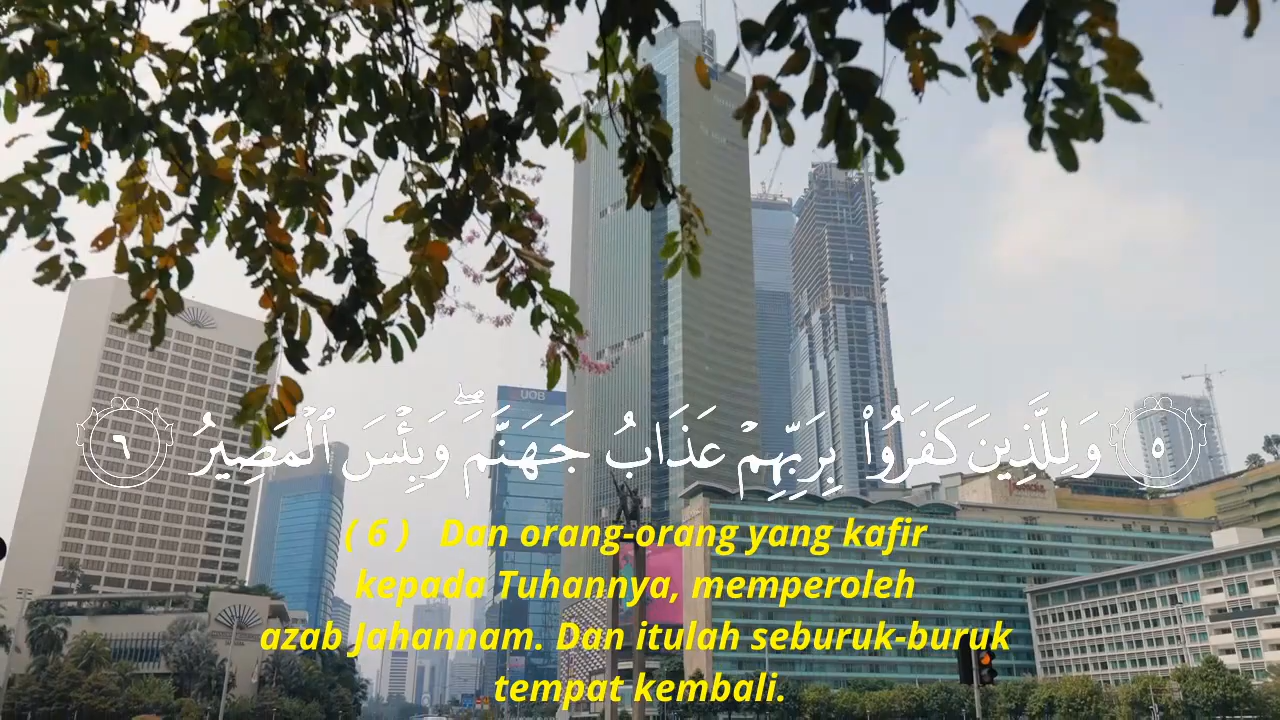 UOB
٥ وَلِلَّذِينَ كَفَرُوا۟ بِرَبِّهِمْ عَذَابُ جَهَنَّمَ ۖ وَبِئْسَ ٱلْمَصِيرُ ٦
( 6 ) Dan orang-orang yang kafir
kepada Tuhannya, memperoleh
azab Jahannam. Dan itulah seburuk-buruk
tempat kembali.